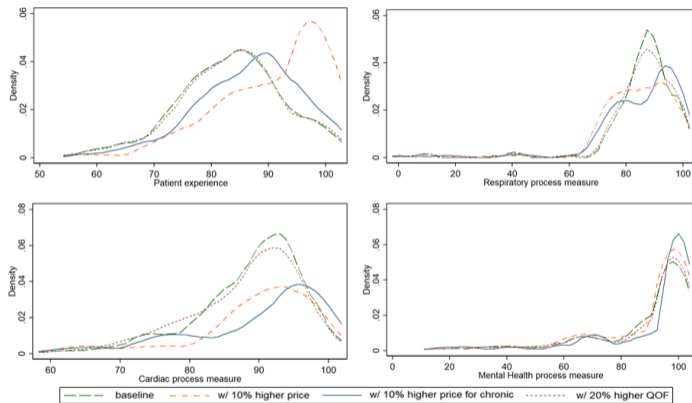 .06
.04
.02
0
Density
50 60 70 80 90 100
Patient experience
.06
.04
.02
0
Density
0 20 40 60 80 100
Respiratory process measure
.08
.06
.04
.02
0
Density
60 70 80 90 100
Cardiac process measure
.08
.06
.04
.02
0
Density
0 20 40 60 80 100
Mental Health process measure
baseline w/ 10% higher price w/ 10% higher price for chronic w/ 20% higher QOF